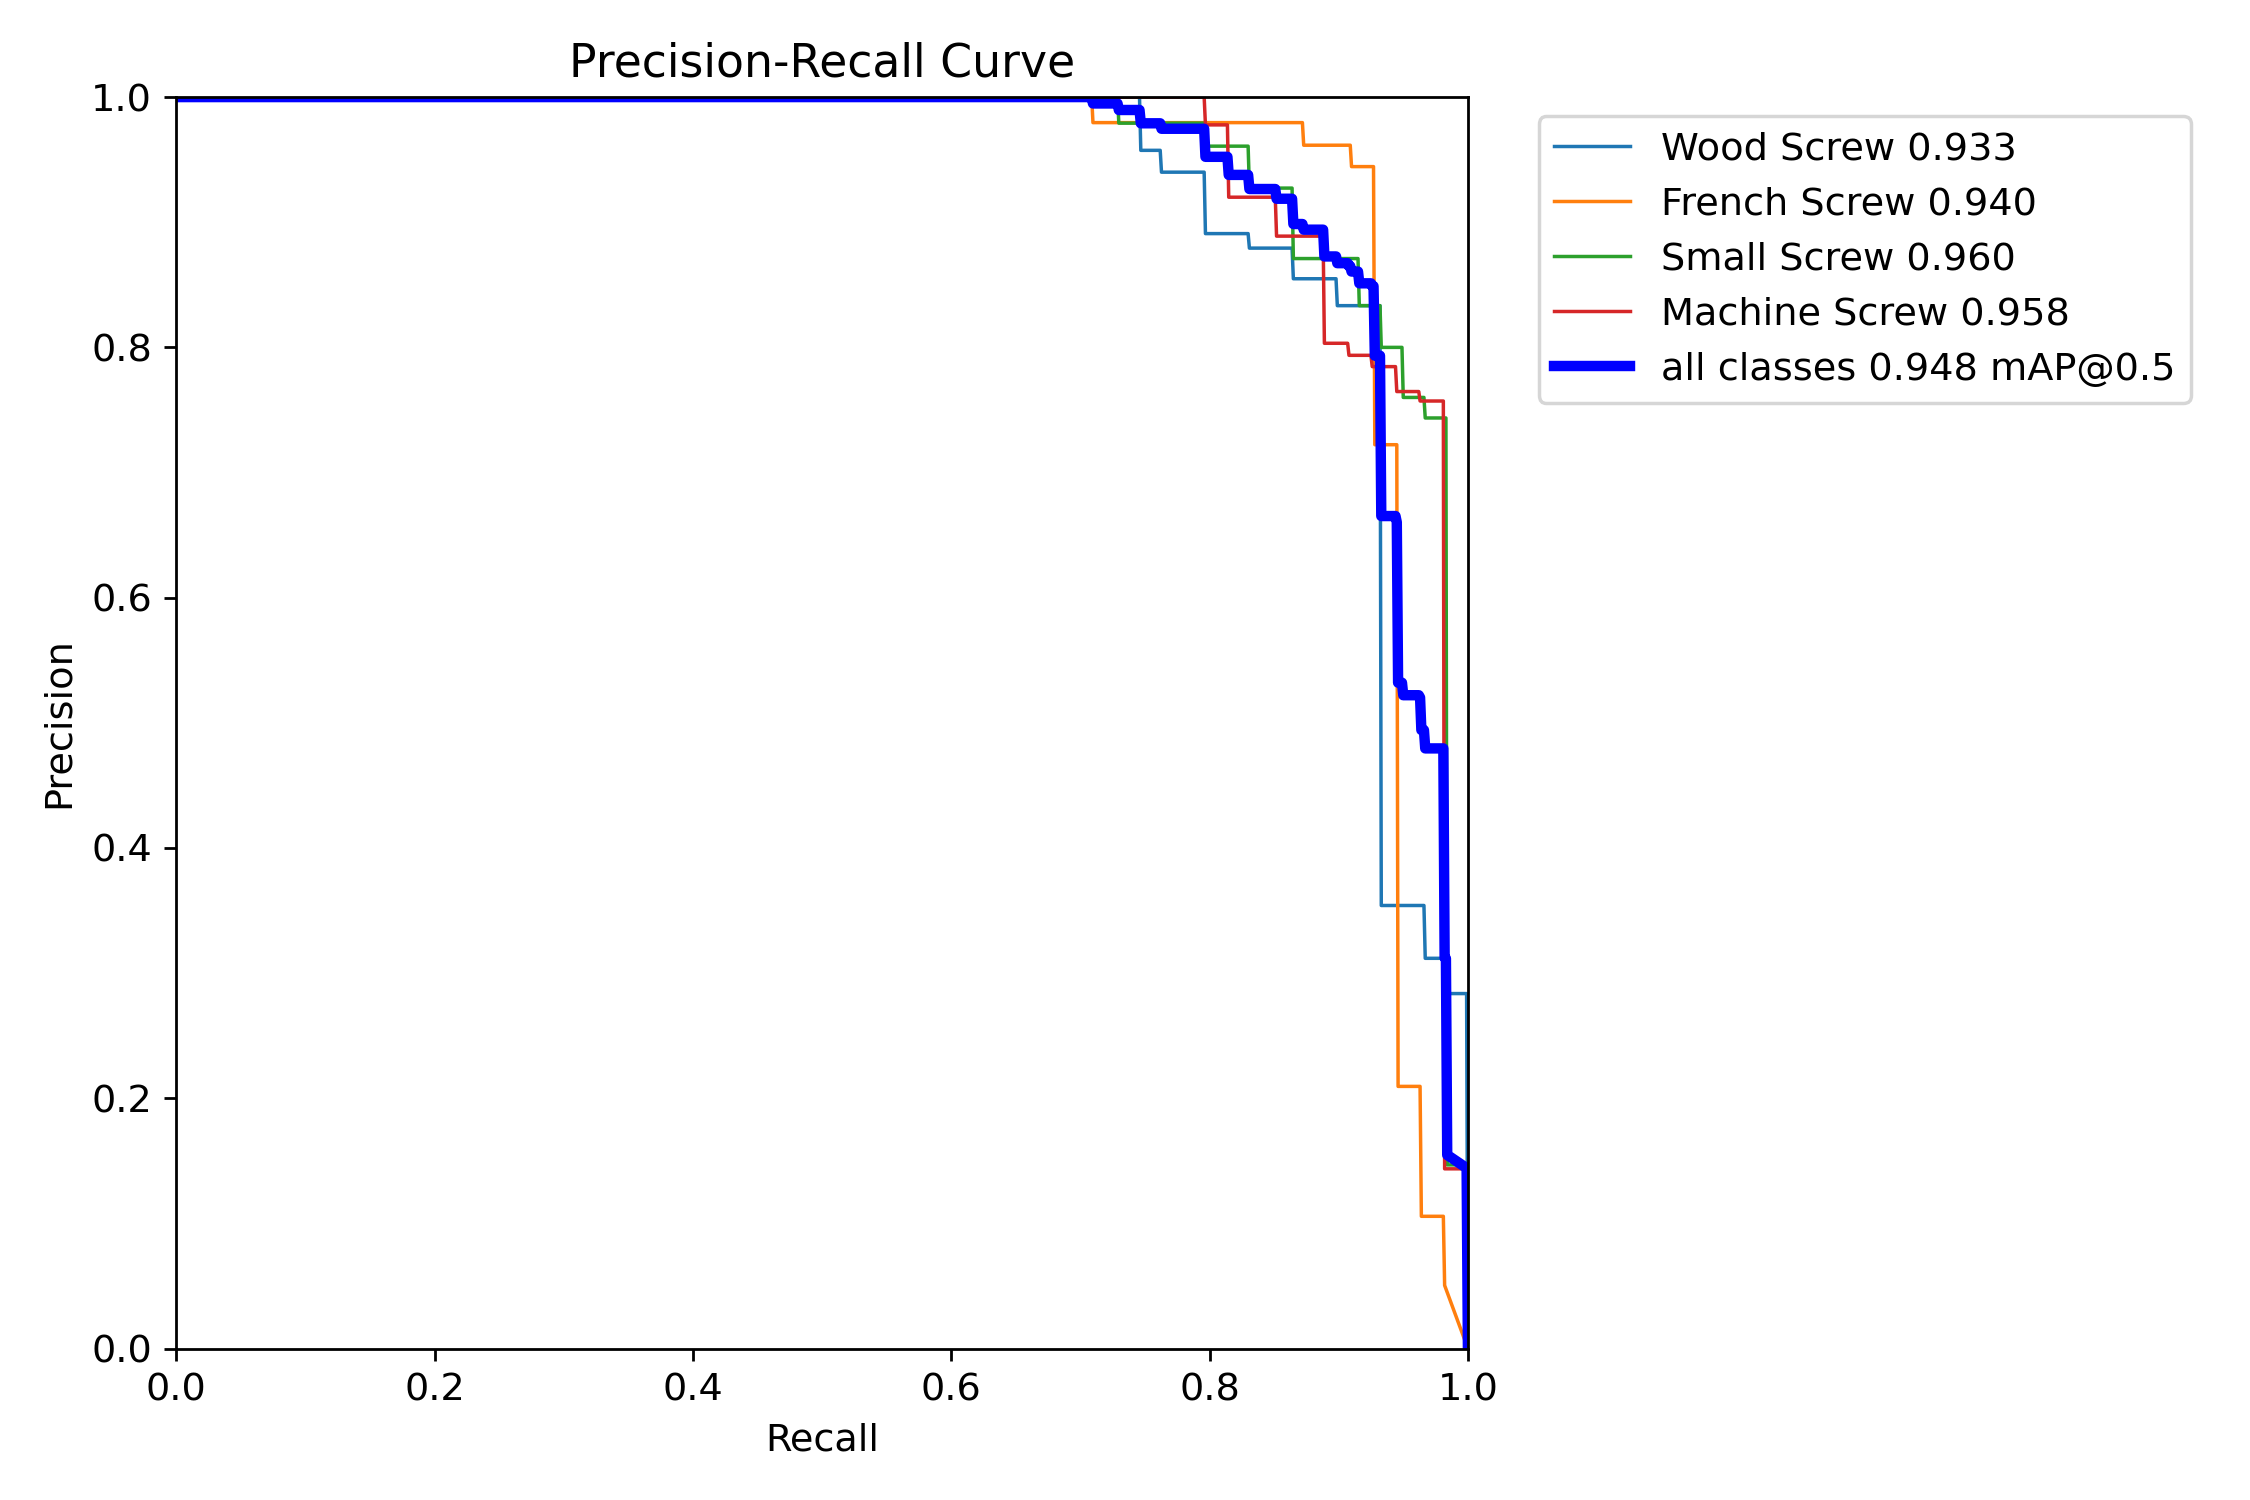 Precision-Recall Curve
1.0
0.8
0.6
0.4
0.2
0.0
Precision
0.0 0.2 0.4 0.6 0.8 1.0
Recall
Wood Screw 0.933
French Screw 0.940
Small Screw 0.960
Machine Screw 0.958
all classes 0.948 mAP@0.5